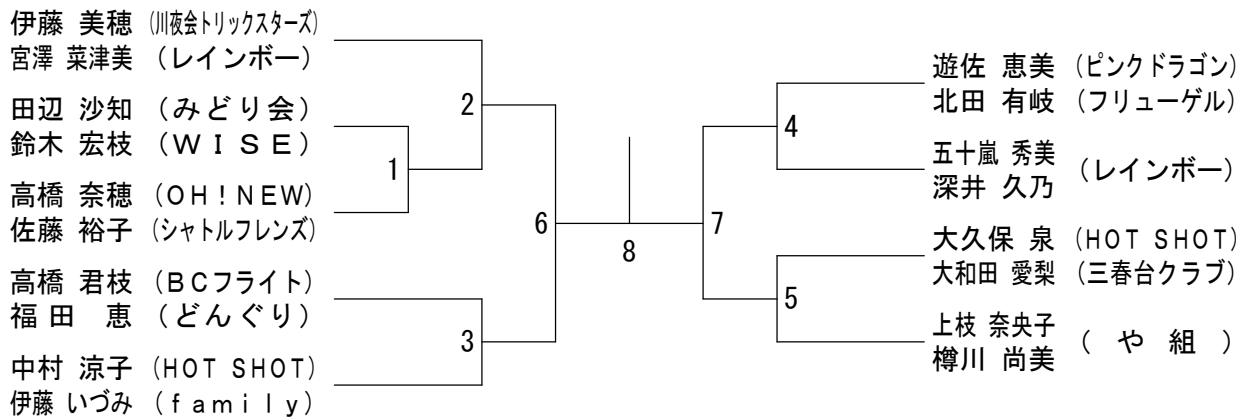 伊藤 美穂 (川夜会トリックスターズ)
宮澤 菜津美 (レインボー)
田辺 沙知 (みどり会)
鈴木 宏枝 (WISE)
高橋 奈穂 (OH!NEW)
佐藤 裕子 (シャトルフレンズ)
高橋 君枝 (BCフライト)
福田 恵 (どんぐり)
中村 涼子 (HOT SHOT)
伊藤 いづみ (family)
1
2
3
6
8
7
4
5
遊佐 恵美 (ピンクドラゴン)
北田 有岐 (フリューゲル)
五十嵐 秀美
深井 久乃
(レインボー)
大久保 泉 (HOT SHOT)
大和田 愛梨 (三春台クラブ)
上枝 奈央子
樽川 尚美
(や組)